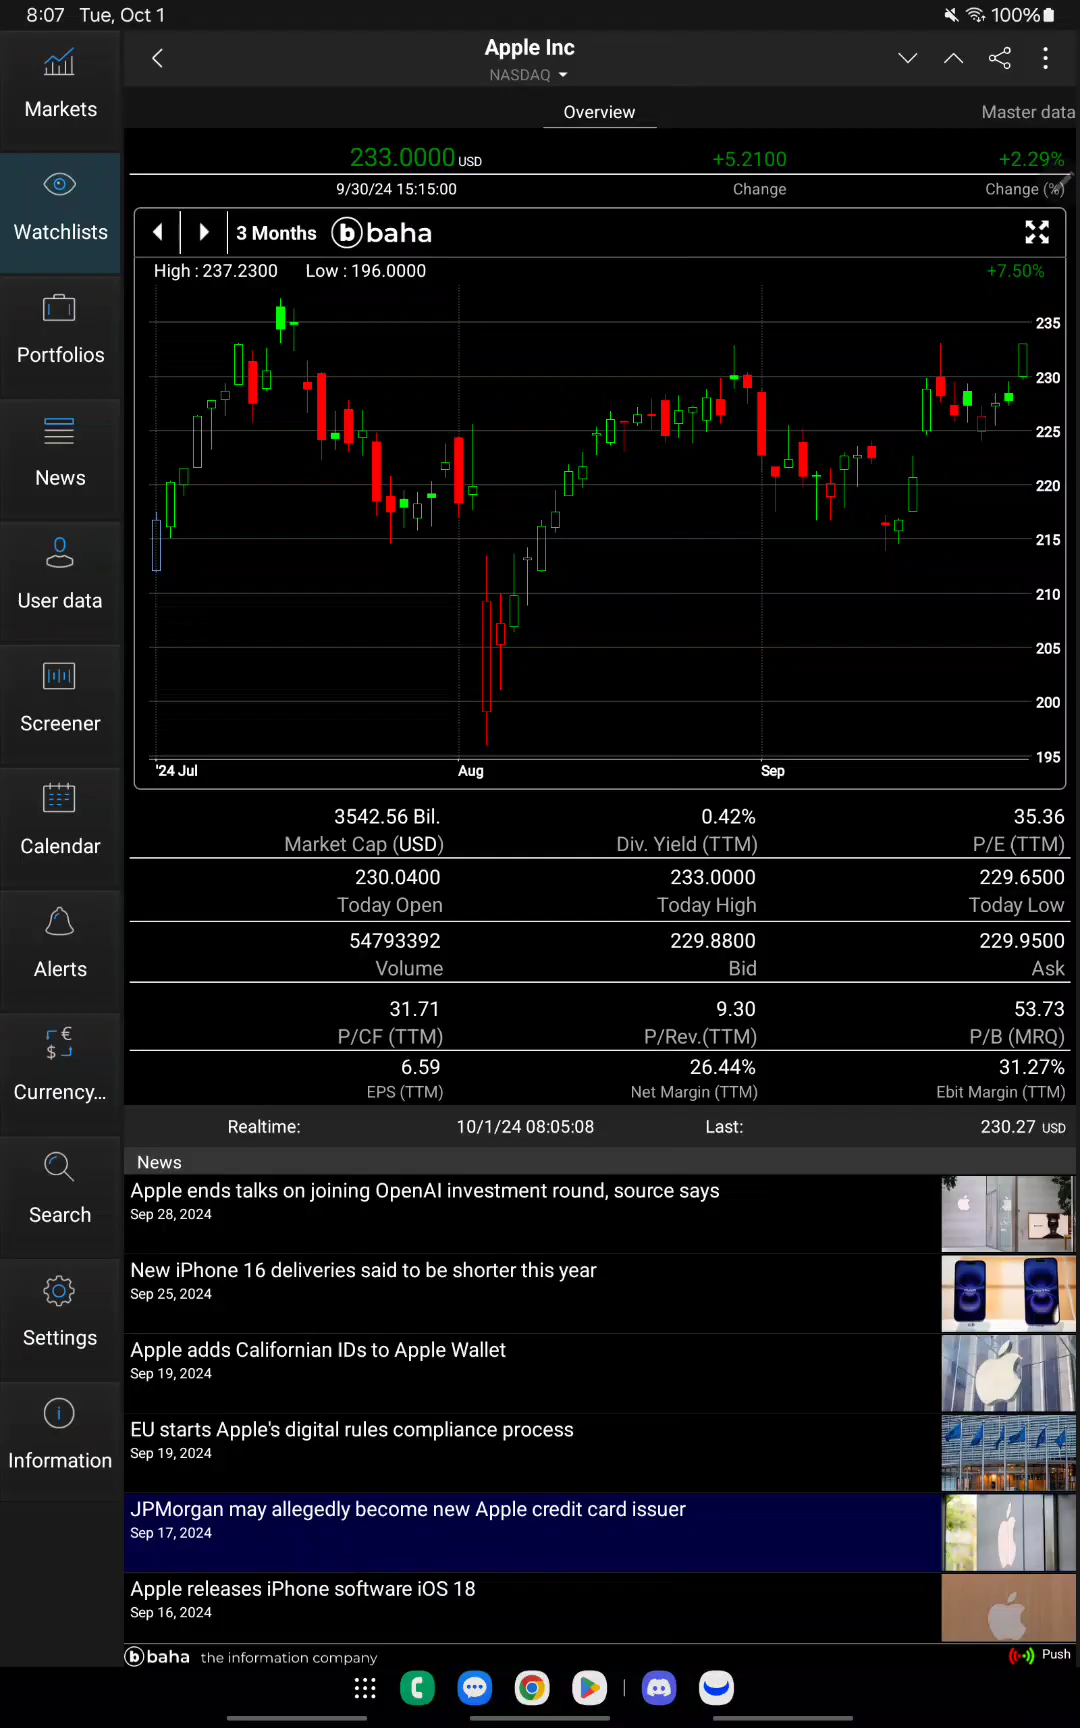 8:07 Tue, Oct 1 100%
Markets
Watchlists
Portfolios
News
User data
Screener
Calendar
Alerts
€
$
Currency...
Search
Settings
Information
Apple Inc
NASDAQ
Overview Master data
233.0000 USD +5.2100 +2.29%
9/30/24 15:15:00 Change Change (%)
3 Months b baha
High : 237.2300 Low : 196.0000 +7.50%
235
230
225
220
215
210
205
200
195
'24 Jul Aug Sep
3542.56 Bil. 0.42% 35.36
Market Cap (USD) Div. Yield (TTM) P/E (TTM)
230.0400 233.0000 229.6500
Today Open Today High Today Low
54793392 229.8800 229.9500
Volume Bid Ask
31.71 9.30 53.73
P/CF (TTM) P/Rev.(TTM) P/B (MRQ)
6.59 26.44% 31.27%
EPS (TTM) Net Margin (TTM) Ebit Margin (TTM)
Realtime: 10/1/24 08:05:08 Last: 230.27 USD
News
Apple ends talks on joining OpenAI investment round, source says
Sep 28, 2024
New iPhone 16 deliveries said to be shorter this year
Sep 25, 2024
Apple adds Californian IDs to Apple Wallet
Sep 19, 2024
EU starts Apple's digital rules compliance process
Sep 19, 2024
JPMorgan may allegedly become new Apple credit card issuer
Sep 17, 2024
Apple releases iPhone software iOS 18
Sep 16, 2024
b baha the information company Push